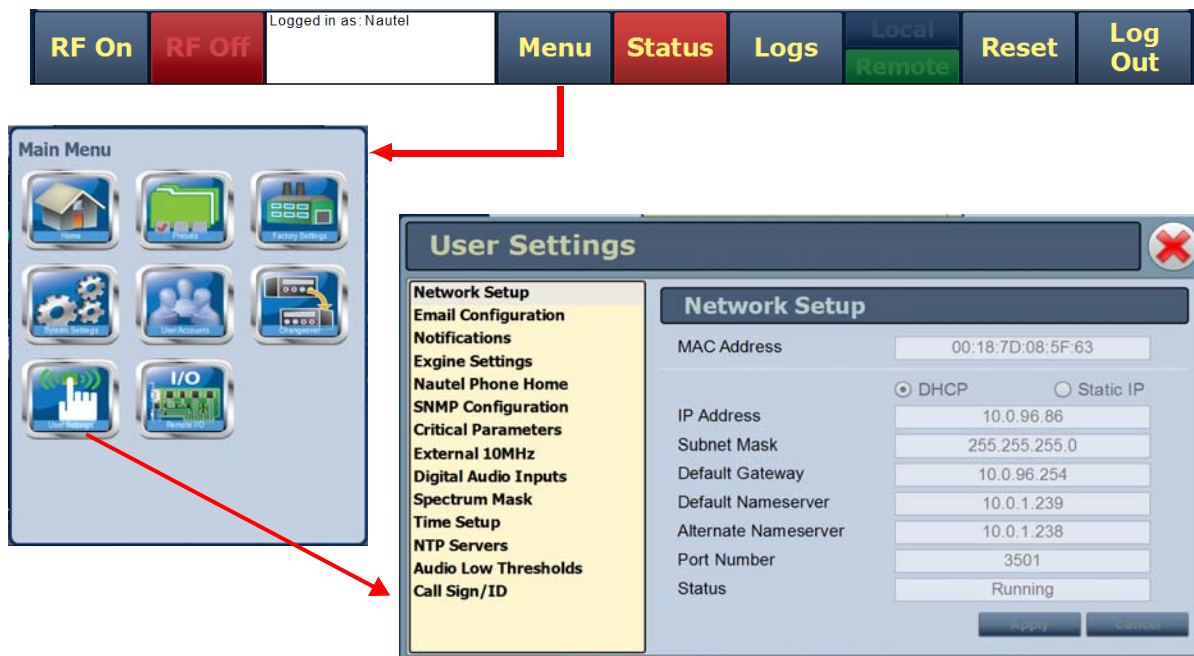 RF On
RF Off
Logged in as: Nautel
Menu
Status
Logs
Local
Remote
Reset
Log
Out
Main Menu
Home
Presets
Factory Settings
System Settings
User Accounts
Changeover
User Settings
I/O
Remote I/O
User Settings
Network Setup
Email Configuration
Notifications
Exgine Settings
Nautel Phone Home
SNMP Configuration
Critical Parameters
External 10MHz
Digital Audio Inputs
Spectrum Mask
Time Setup
NTP Servers
Audio Low Thresholds
Call Sign/ID
Network Setup
MAC Address 00:18:7D:08:5F:63
DHCP Static IP
IP Address 10.0.96.86
Subnet Mask 255.255.255.0
Default Gateway 10.0.96.254
Default Nameserver 10.0.1.239
Alternate Nameserver 10.0.1.238
Port Number 3501
Status Running
Apply Cancel